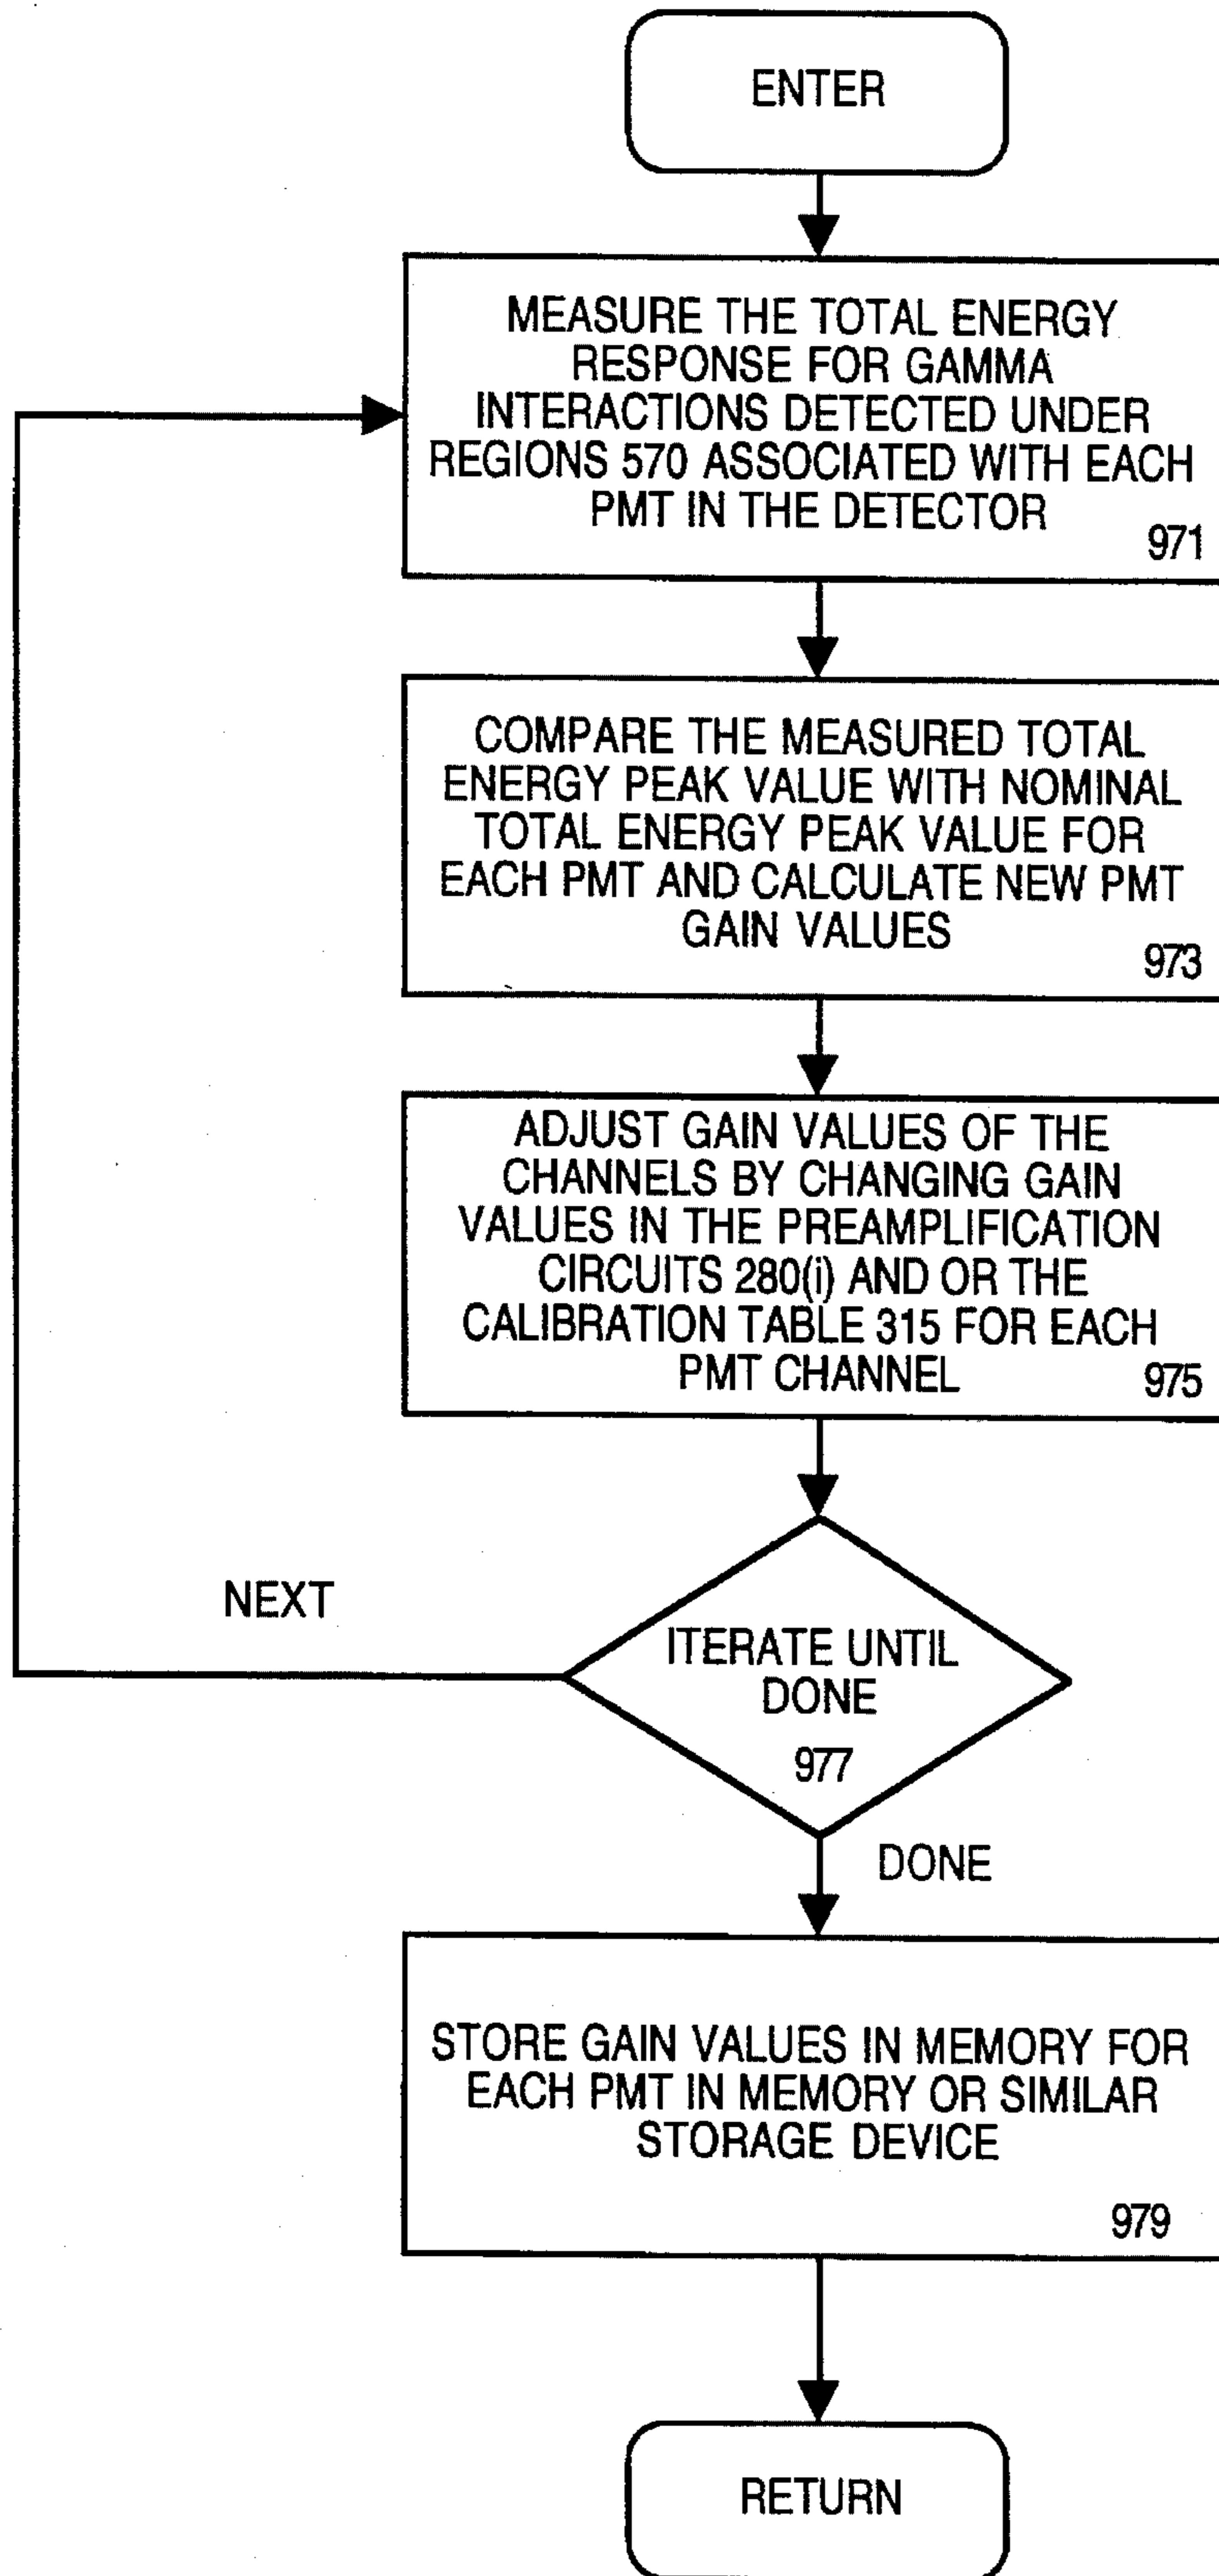 ENTER
MEASURE THE TOTAL ENERGY
RESPONSE FOR GAMMA
INTERACTIONS DETECTED UNDER
REGIONS 570 ASSOCIATED WITH EACH
PMT IN THE DETECTOR
971
COMPARE THE MEASURED TOTAL
ENERGY PEAK VALUE WITH NOMINAL
TOTAL ENERGY PEAK VALUE FOR
EACH PMT AND CALCULATE NEW PMT
GAIN VALUES
973
ADJUST GAIN VALUES OF THE
CHANNELS BY CHANGING GAIN
VALUES IN THE PREAMPLIFICATION
CIRCUITS 280(i) AND OR THE
CALIBRATION TABLE 315 FOR EACH
PMT CHANNEL
975
NEXT
ITERATE UNTIL
DONE
977
DONE
STORE GAIN VALUES IN MEMORY FOR
EACH PMT IN MEMORY OR SIMILAR
STORAGE DEVICE
979
RETURN